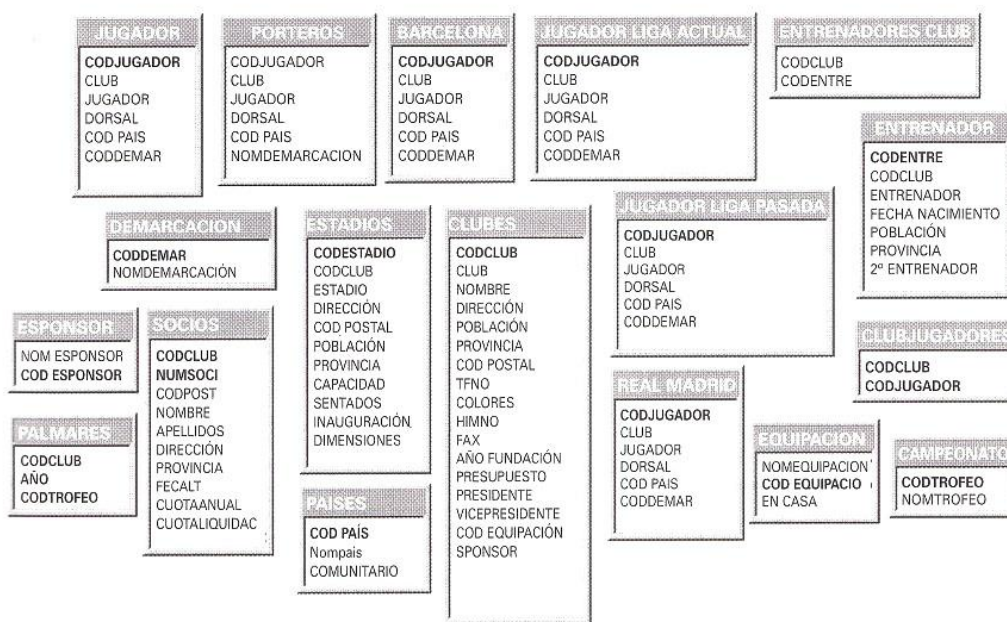 JUGADOR
CODJUGADOR
CLUB
JUGADOR
DORSAL
COD PAIS
CODDEMAR
PORTEROS
CODJUGADOR
CLUB
JUGADOR
DORSAL
COD PAIS
NOMDEMARCACION
BARCELONA
CODJUGADOR
CLUB
JUGADOR
DORSAL
COD PAIS
CODDEMAR
JUGADOR LIGA ACTUAL
CODJUGADOR
CLUB
JUGADOR
DORSAL
COD PAIS
CODDEMAR
ENTRENADORES CLUB
CODCLUB
CODENTRE
ENTRENADOR
CODENTRE
CODCLUB
ENTRENADOR
FECHA NACIMIENTO
POBLACIÓN
PROVINCIA
2º ENTRENADOR
DEMARCACION
CODDEMAR
NOMDEMARCACIÓN
ESTADIOS
CODESTADIO
CODCLUB
ESTADIO
DIRECCIÓN
COD POSTAL
POBLACIÓN
PROVINCIA
CAPACIDAD
SENTADOS
INAUGURACIÓN
DIMENSIONES
CLUBES
CODCLUB
CLUB
NOMBRE
DIRECCIÓN
POBLACIÓN
PROVINCIA
COD POSTAL
TFNO
COLORES
HIMNO
FAX
AÑO FUNDACIÓN
PRESUPUESTO
PRESIDENTE
VICEPRESIDENTE
COD EQUIPACIÓN
SPONSOR
JUGADOR LIGA PASADA
CODJUGADOR
CLUB
JUGADOR
DORSAL
COD PAIS
CODDEMAR
ESPONSOR
NOM ESPONSOR
COD ESPONSOR
SOCIOS
CODCLUB
NUMSOCI
CODPOST
NOMBRE
APELLIDOS
DIRECCIÓN
PROVINCIA
FECALT
CUOTAANUAL
CUOTALIQUIDAC
CLUBJUGADORES
CODCLUB
CODJUGADOR
PALMARES
CODCLUB
AÑO
CODTROFEO
PAISES
COD PAÍS
Nompais
COMUNITARIO
REAL MADRID
CODJUGADOR
CLUB
JUGADOR
DORSAL
COD PAIS
CODDEMAR
EQUIPACION
NOMEQUIPACION
COD EQUIPACIO
EN CASA
CAMPEONATO
CODTROFEO
NOMTROFEO